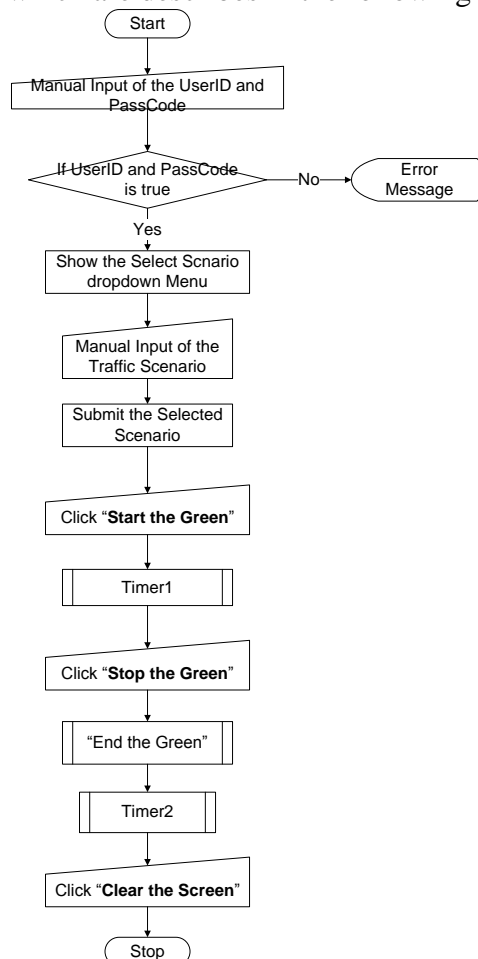 Start
Manual Input of the UserID and
PassCode
If UserID and PassCode
is true
No
Error
Message
Yes
Show the Select Scnario
dropdown Menu
Manual Input of the
Traffic Scenario
Submit the Selected
Scenario
Click “Start the Green”
Timer1
Click “Stop the Green”
“End the Green”
Timer2
Click “Clear the Screen”
Stop